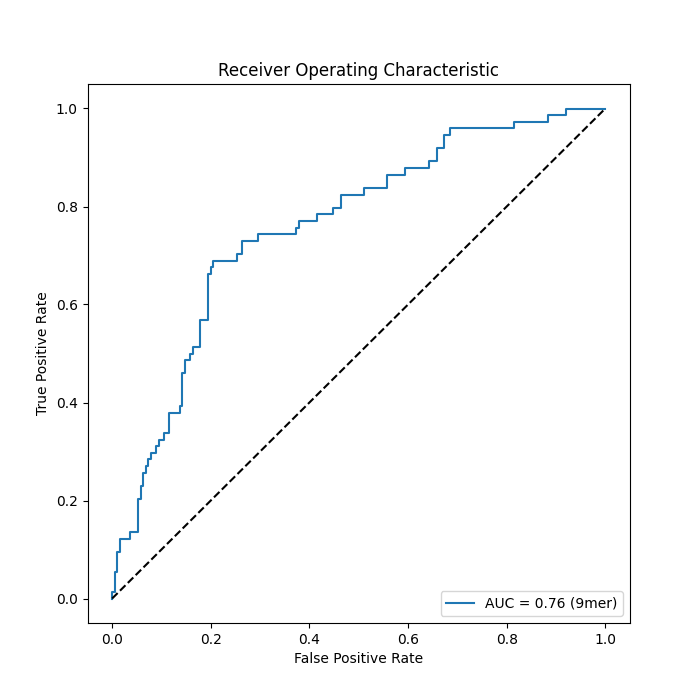 Receiver Operating Characteristic
True Positive Rate
1.0
0.8
0.6
0.4
0.2
0.0
AUC = 0.76 (9mer)
0.0 0.2 0.4 0.6 0.8 1.0
False Positive Rate